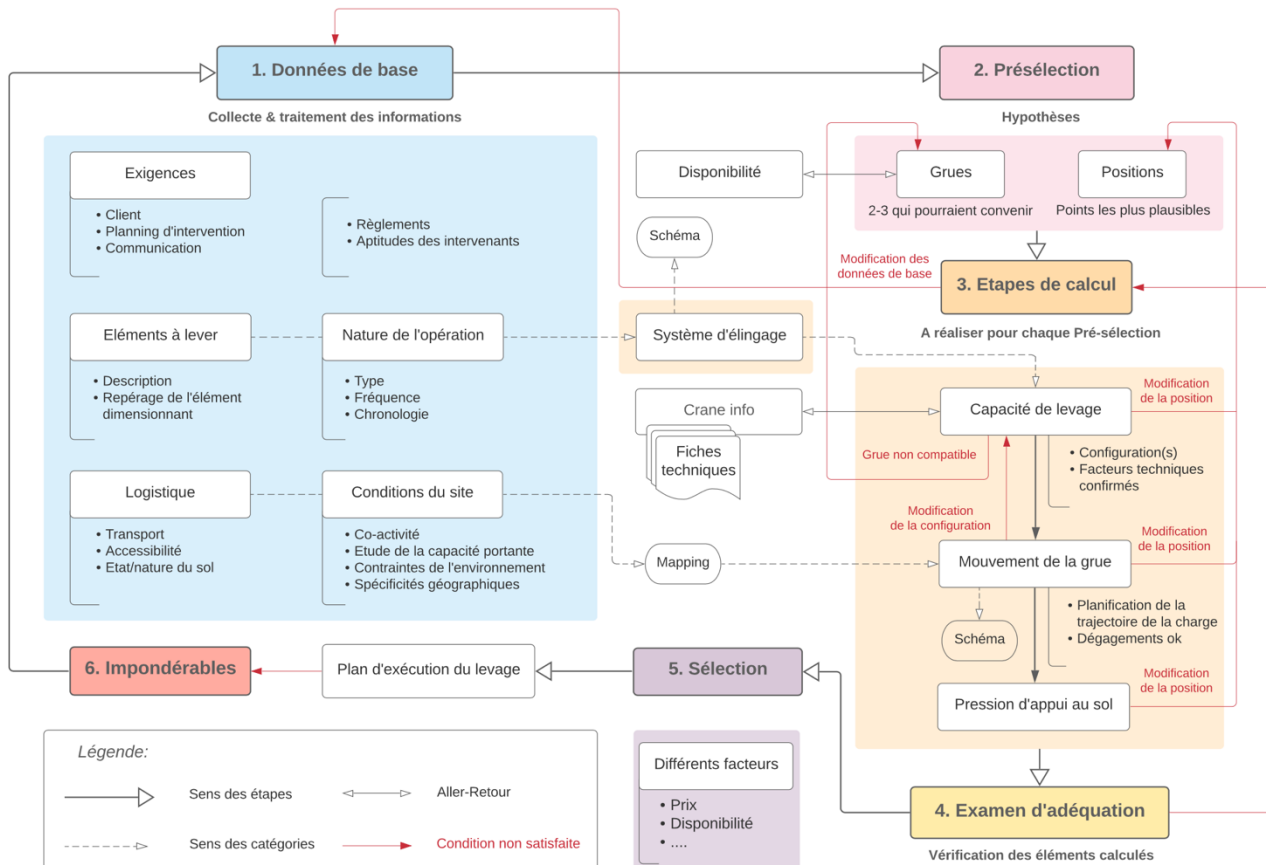 1. Données de base
2. Présélection
Collecte & traitement des informations
Hypothèses
Exigences
• Client
• Planning d'intervention
• Communication
• Règlements
• Aptitudes des intervenants
Disponibilité
Grues
Positions
2-3 qui pourraient convenir
Points les plus plausibles
Schéma
Modification des
données de base
3. Etapes de calcul
A réaliser pour chaque Pré-sélection
Eléments à lever
• Description
• Repérage de l'élément
dimensionnant
Nature de l'opération
• Type
• Fréquence
• Chronologie
Système d'élingage
Crane info
Fiches
techniques
Capacité de levage
Modification
de la position
Grue non compatible
• Configuration(s)
• Facteurs techniques
confirmés
Logistique
• Transport
• Accessibilité
• Etat/nature du sol
Conditions du site
• Co-activité
• Etude de la capacité portante
• Contraintes de l'environnement
• Spécificités géographiques
Modification
de la configuration
Mapping
Mouvement de la grue
Modification
de la position
• Planification de la
trajectoire de la charge
• Dégagements ok
Schéma
6. Impondérables
Plan d'exécution du levage
5. Sélection
Pression d'appui au sol
Modification
de la position
Légende:
Sens des étapes
Aller-Retour
Sens des catégories
Condition non satisfaite
Différents facteurs
• Prix
• Disponibilité
• ....
4. Examen d'adéquation
Vérification des éléments calculés